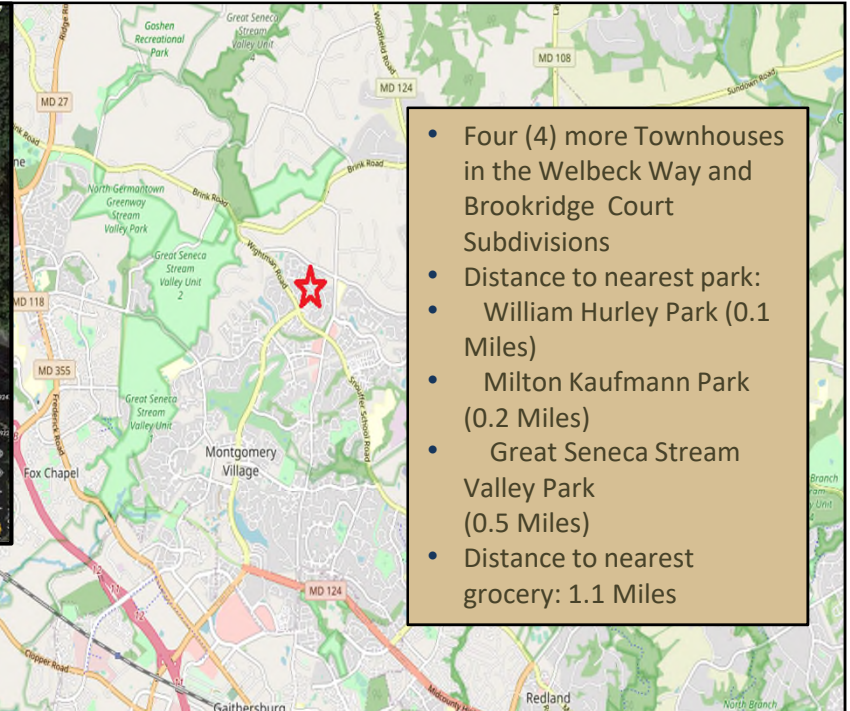 Goshen
Recreational
Park
Great Seneca
Stream
Valley Unit
4
Woodfield Road
MD 108
MD 124
Sundown Road
MD 27
Brink Road
Brink Road
North Germantown
Greenway
Stream
Valley Park
Great Seneca
Stream
Valley Unit
2
Wightman Road
MD 118
MD 355
Frederick Road
Great Seneca
Stream
Valley Unit
1
Snouffer School Road
Montgomery
Village
Fox Chapel
12
11
12
11
MD 124
Clopper Road
Gaithersburg
Redland
North Branch
• Four (4) more Townhouses
in the Welbeck Way and
Brookridge Court
Subdivisions
• Distance to nearest park:
• William Hurley Park (0.1
Miles)
• Milton Kaufmann Park
(0.2 Miles)
• Great Seneca Stream
Valley Park
(0.5 Miles)
• Distance to nearest
grocery: 1.1 Miles